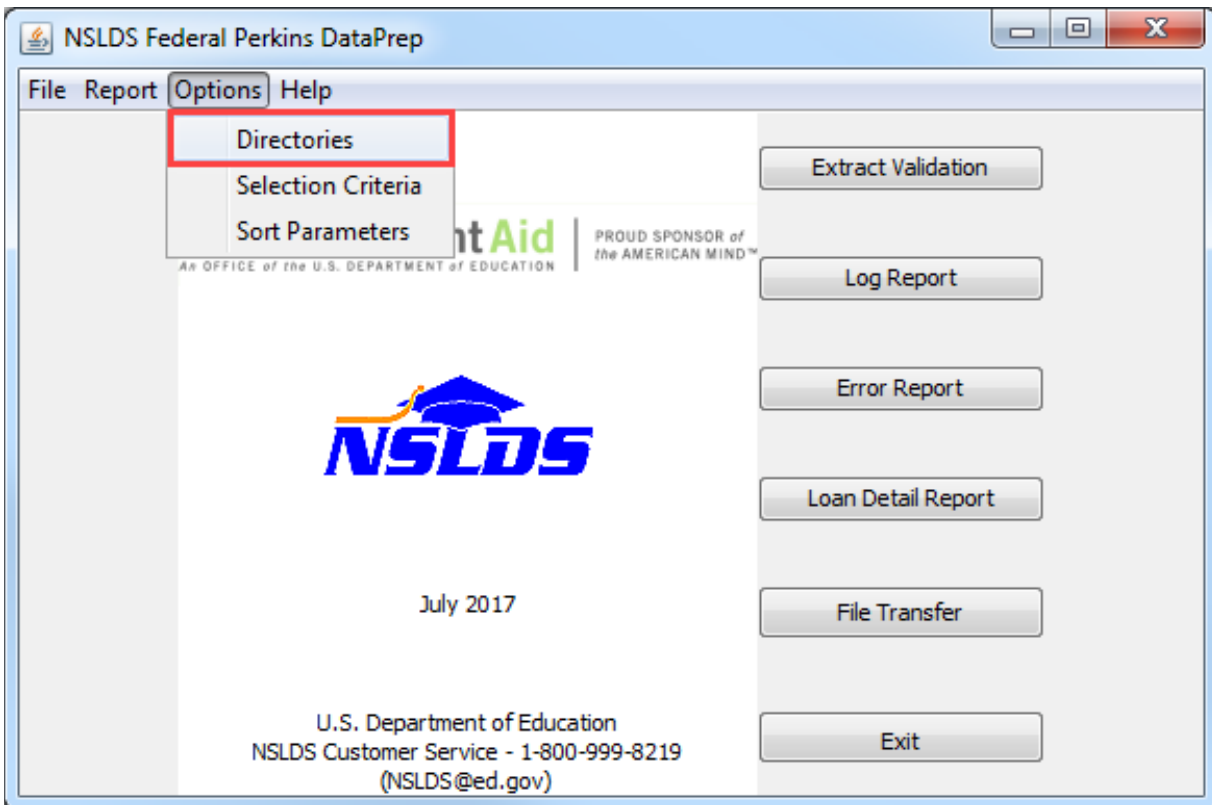 NSLDS Federal Perkins DataPrep
File Report Options Help
Directories
Selection Criteria
Sort Parameters
nt Aid
PROUD SPONSOR of
the AMERICAN MIND™
An OFFICE of the U.S. DEPARTMENT of EDUCATION
Extract Validation
Log Report
Error Report
Loan Detail Report
File Transfer
Exit
NSLDS
July 2017
U.S. Department of Education
NSLDS Customer Service - 1-800-999-8219
(NSLDS@ed.gov)